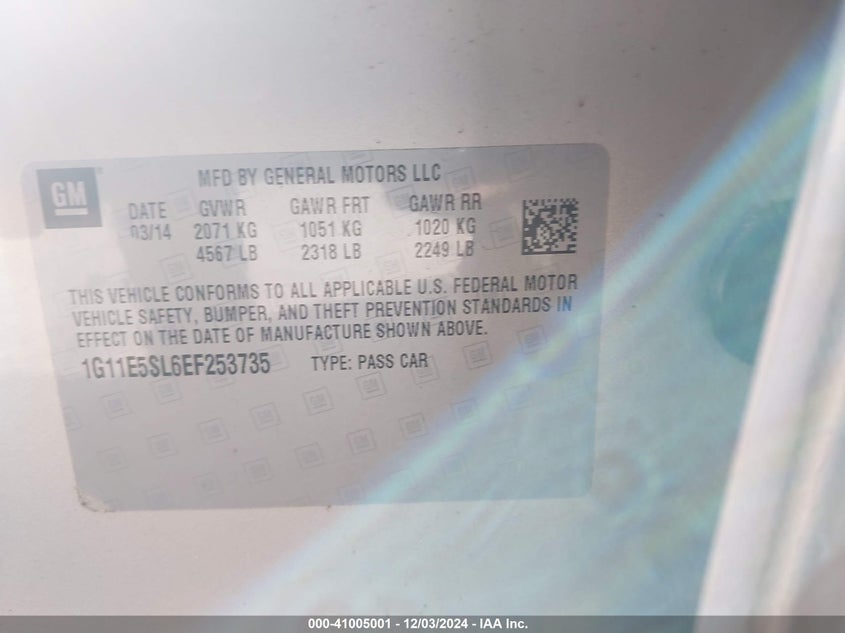 GM
MFD BY GENERAL MOTORS LLC
DATE GVWR GAWR FRT GAWR RR
03/14 2071 KG 1051 KG 1020 KG
4567 LB 2318 LB 2249 LB
THIS VEHICLE CONFORMS TO ALL APPLICABLE U.S. FEDERAL MOTOR
VEHICLE SAFETY, BUMPER, AND THEFT PREVENTION STANDARDS IN
EFFECT ON THE DATE OF MANUFACTURE SHOWN ABOVE.
1G11E5SL6EF253735 TYPE: PASS CAR
000-41005001 - 12/03/2024 - IAA Inc.